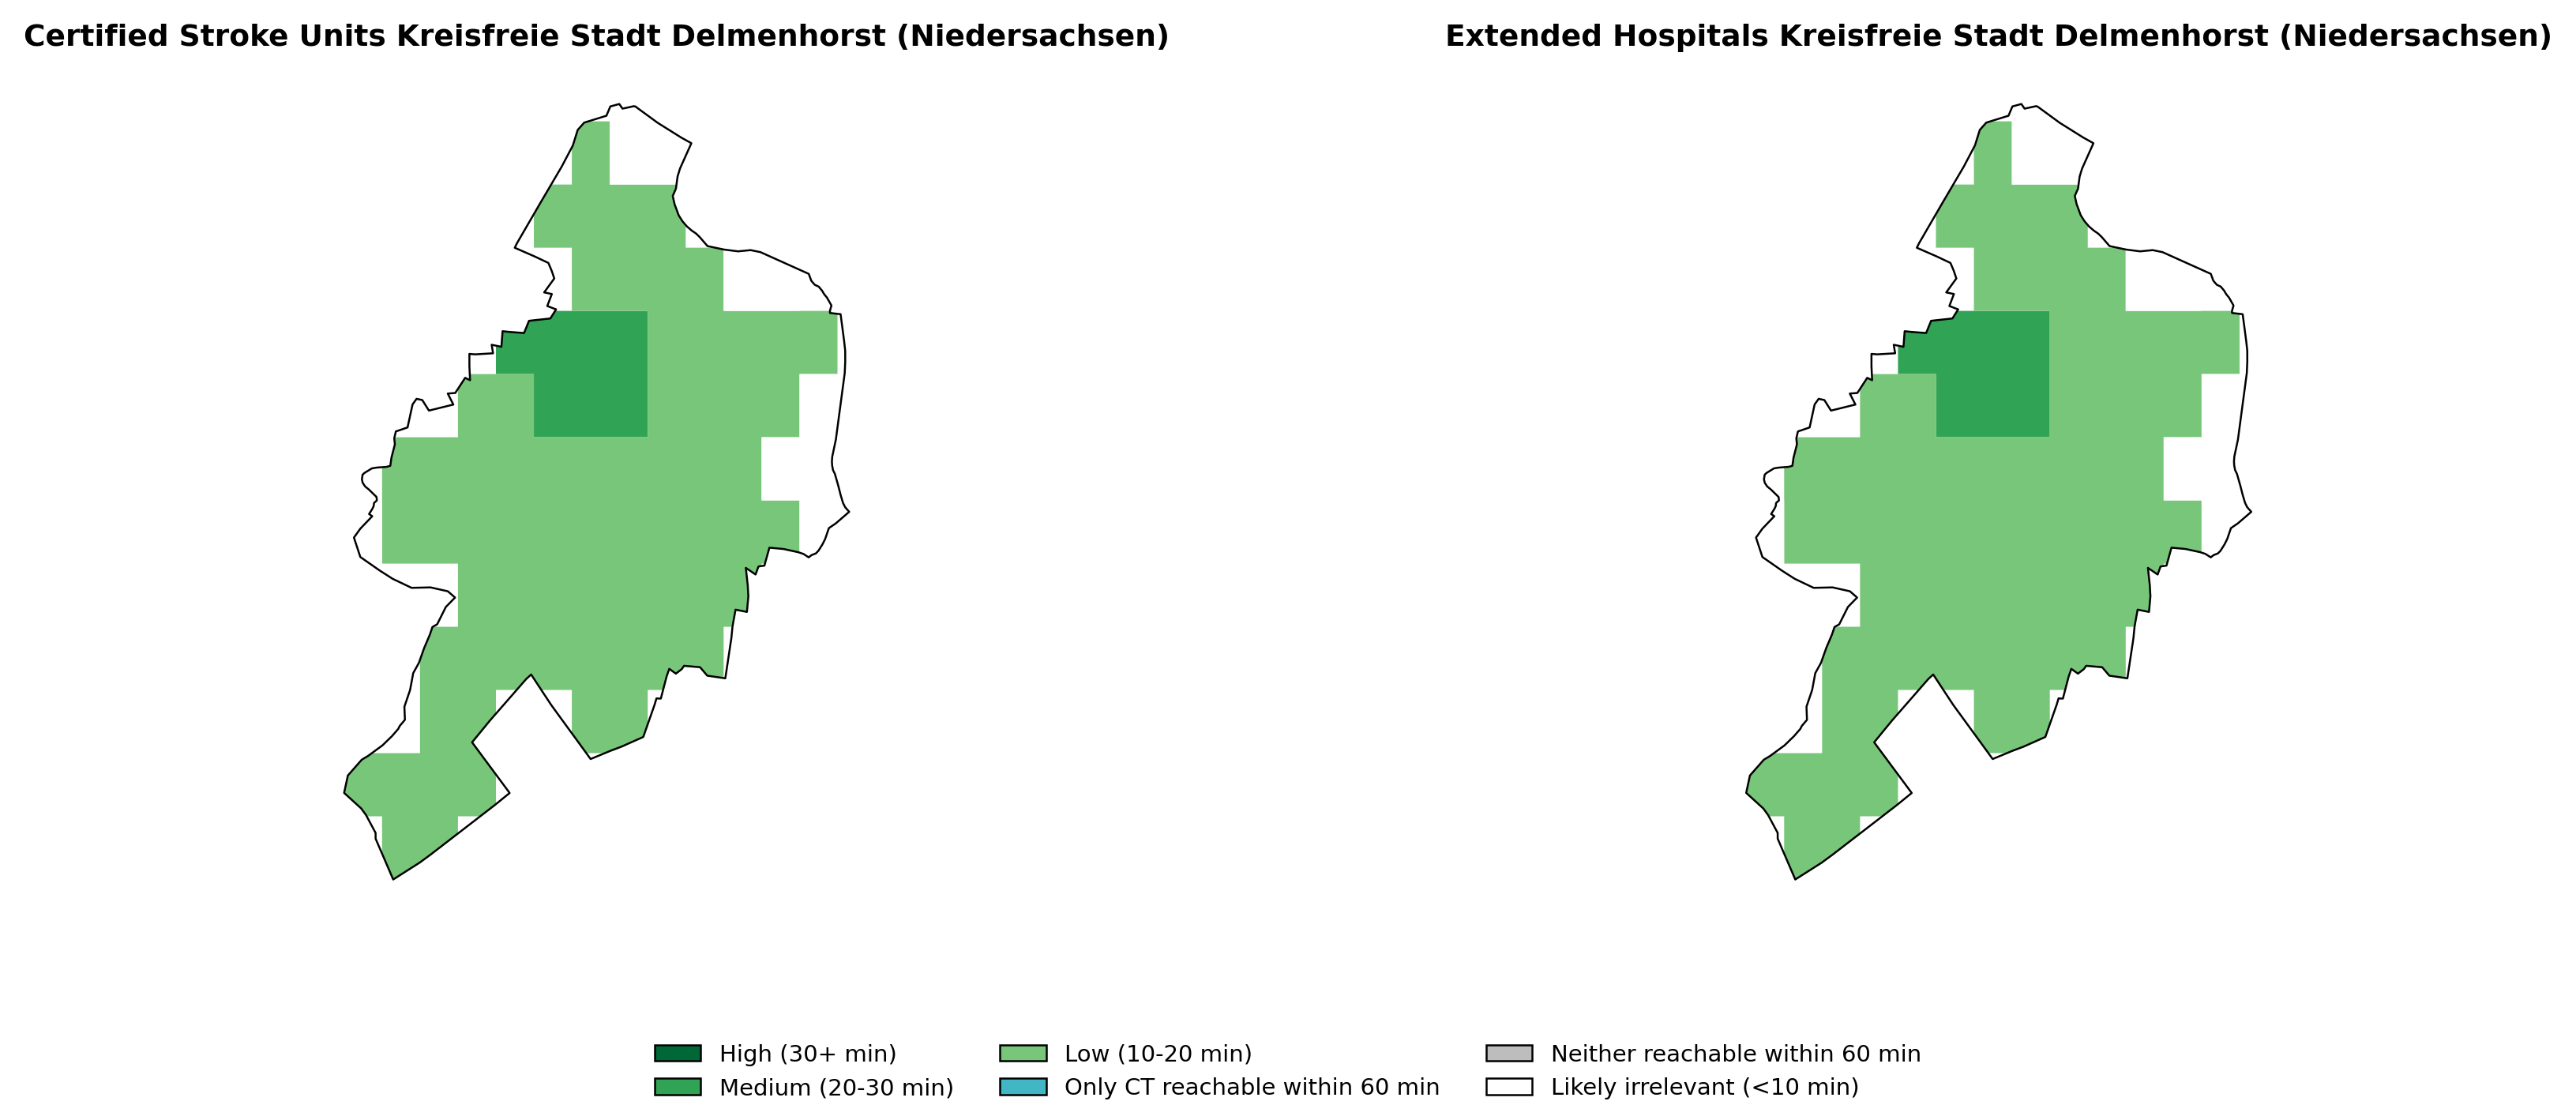 Certified Stroke Units Kreisfreie Stadt Delmenhorst (Niedersachsen)
Extended Hospitals Kreisfreie Stadt Delmenhorst (Niedersachsen)
High (30+ min)
Medium (20-30 min)
Low (10-20 min)
Only CT reachable within 60 min
Neither reachable within 60 min
Likely irrelevant (<10 min)